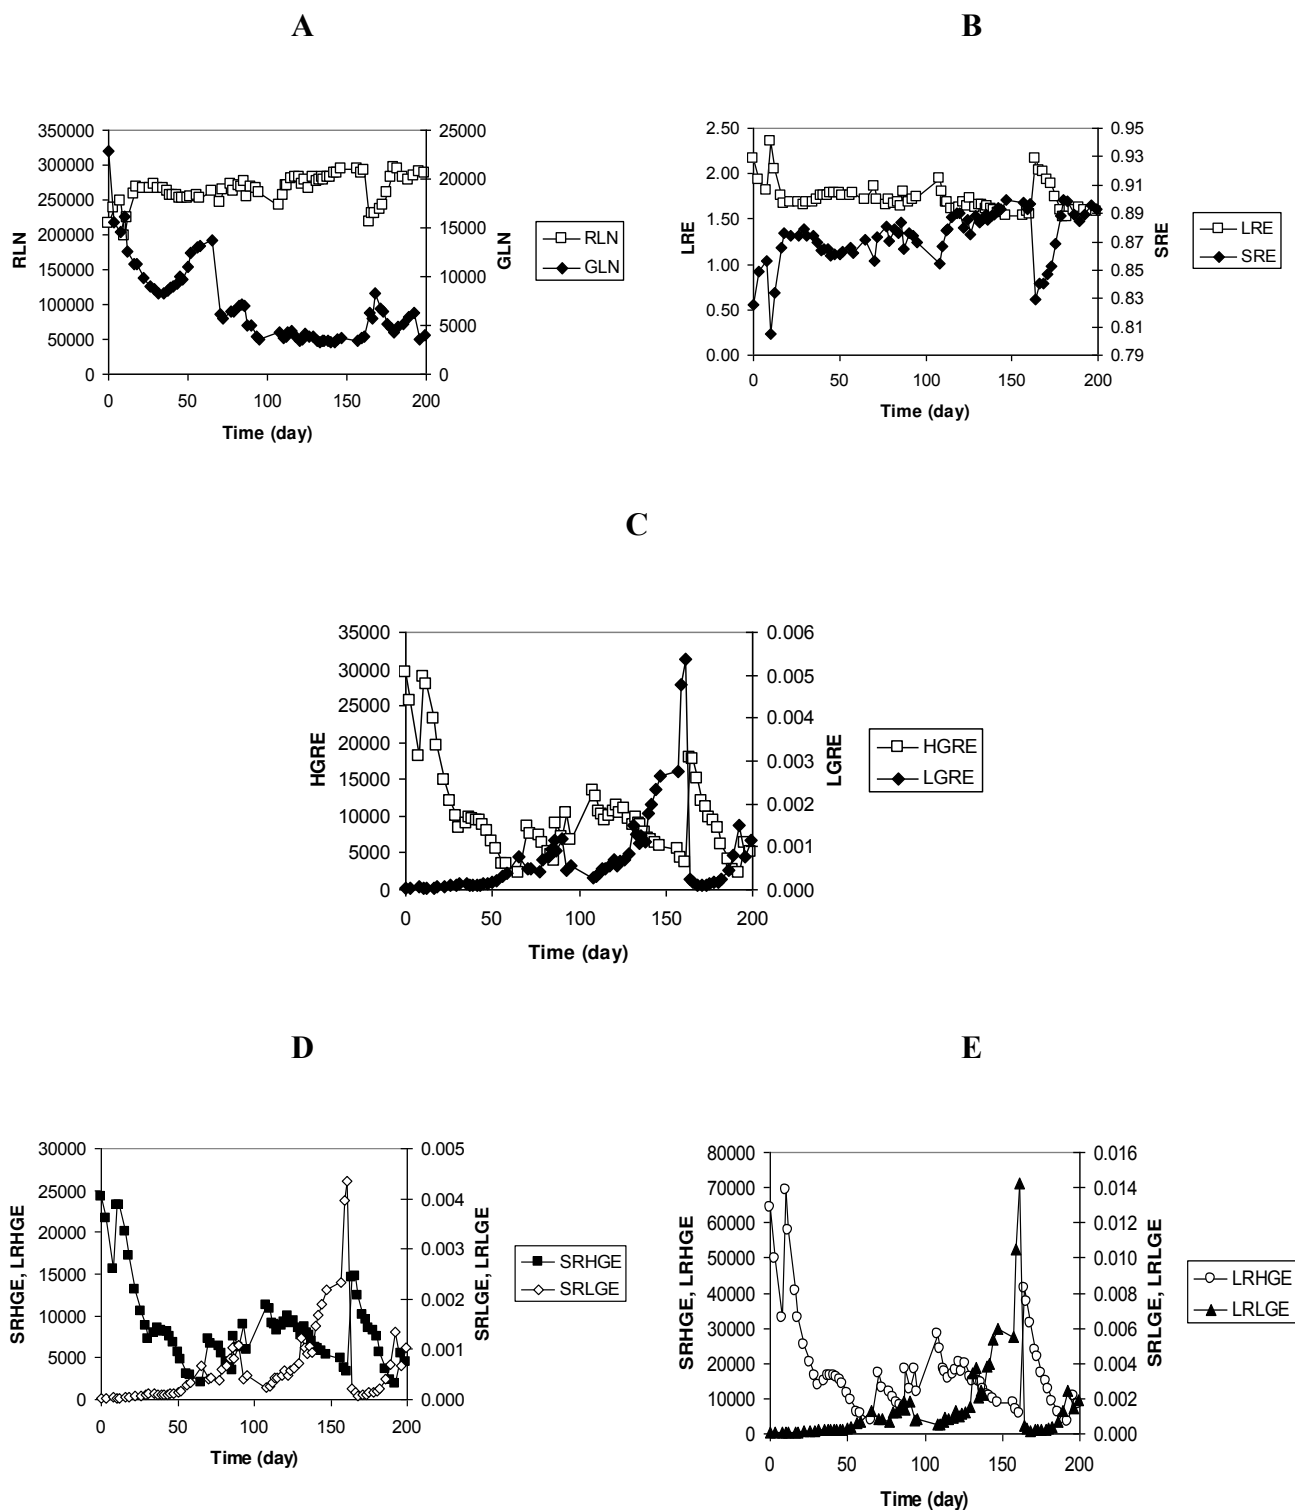 A
B
350000
300000
250000
200000
150000
100000
50000
0
RLN
25000
20000
15000
10000
5000
0
GLN
0 50 100 150 200
Time (day)
RLN
GLN
2.50
2.00
1.50
1.00
0.50
0.00
LRE
0.95
0.93
0.91
0.89
0.87
0.85
0.83
0.81
0.79
SRE
0 50 100 150 200
Time (day)
LRE
SRE
C
35000
30000
25000
20000
15000
10000
5000
0
HGRE
0.006
0.005
0.004
0.003
0.002
0.001
0.000
LGRE
0 50 100 150 200
Time (day)
HGRE
LGRE
D
E
30000
25000
20000
15000
10000
5000
0
SRHGE, LRHGE
0.005
0.004
0.003
0.002
0.001
0.000
SRLGE, LRLGE
0 50 100 150 200
Time (day)
SRHGE
SRLGE
80000
70000
60000
50000
40000
30000
20000
10000
0
SRHGE, LRHGE
0.016
0.014
0.012
0.010
0.008
0.006
0.004
0.002
0.000
SRLGE, LRLGE
0 50 100 150 200
Time (day)
LRHGE
LRLGE